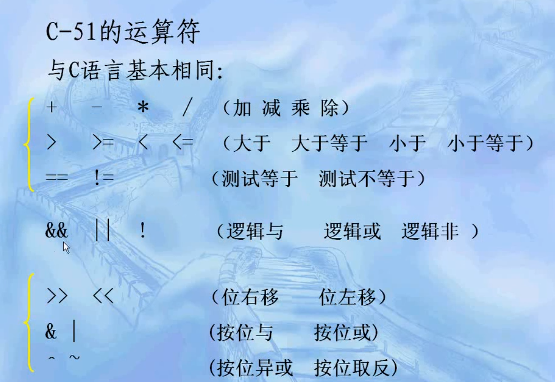 C-51的运算符
与C语言基本相同:
+ - * / (加 减 乘 除)
> >= < <= (大于 大于等于 小于 小于等于)
== != (测试等于 测试不等于)
&& || ! (逻辑与 逻辑或 逻辑非 )
>> << (位右移 位左移)
& | (按位与 按位或)
^ ~ (按位异或 按位取反)